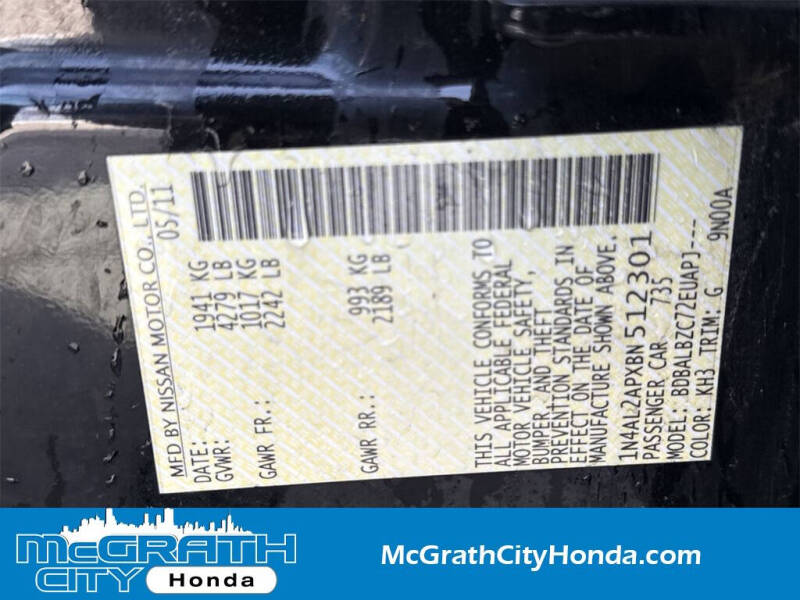 MFD BY NISSAN MOTOR CO., LTD.
DATE: 05/11
GVWR: 1941 KG
4279 LB
GAWR FR.: 1017 KG
2242 LB
GAWR RR.: 993 KG
2189 LB
THIS VEHICLE CONFORMS TO
ALL APPLICABLE FEDERAL
MOTOR VEHICLE SAFETY,
BUMPER, AND THEFT
PREVENTION STANDARDS IN
EFFECT ON THE DATE OF
MANUFACTURE SHOWN ABOVE.
1N4AL2APXBN512301
PASSENGER CAR 735
MODEL: BDBALBZC72EUAPJ---
COLOR: KH3 TRIM: G 9N00A
McGRATH
CITY
Honda
McGrathCityHonda.com